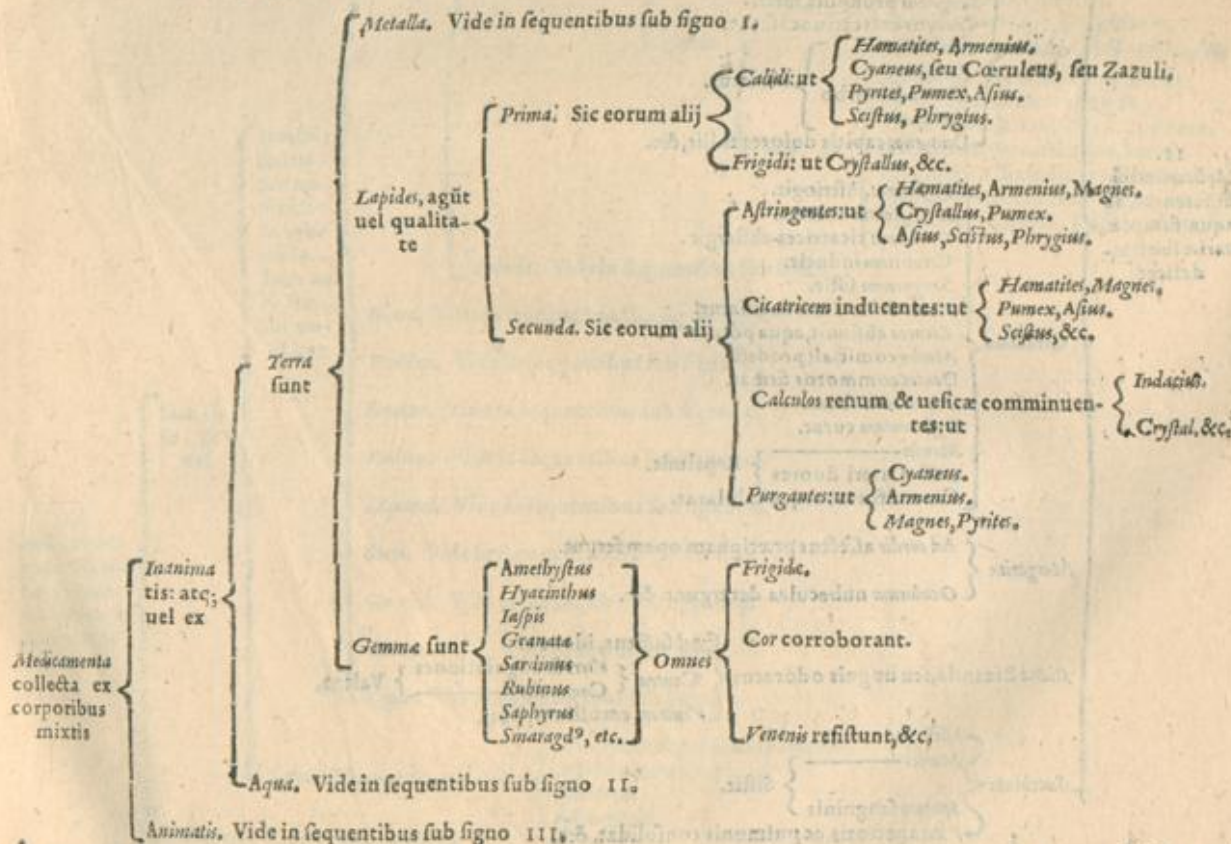 Metalla. Vide in sequentibus sub signo I.
Lapides, agūt
uel qualita-
te
Prima. Sic eorum alij
Calidi: ut
Hæmatites, Armenius.
Cyaneus, seu Cœruleus, seu Zazuli.
Pyrites, Pumex, Asius.
Scistus, Phrygius.
Frigidi: ut Crystallus, &c.
Secunda. Sic eorum alij
Astringentes: ut
Hæmatites, Armenius, Magnes.
Crystallus, Pumex.
Asius, Scistus, Phrygius.
Cicatricem inducentes: ut
Hæmatites, Magnes.
Pumex, Asius.
Scistus, &c.
Calculos renum & uesicæ comminuen-
tes: ut
Indacius.
Crystal, &c.
Purgantes: ut
Cyaneus.
Armenius.
Magnes, Pyrites.
Terra
sunt
Gemmæ sunt
Amethystus
Hyacinthus
Iaspis
Granata
Sardinus
Rubinus
Saphyrus
Smaragdꝰ, etc.
Omnes
Frigidæ.
Cor corroborant.
Venenis resistunt, &c.
Inanima
tis: atq;
uel ex
Aqua. Vide in sequentibus sub signo II.
Medicamenta
collecta ex
corporibus
mixtis
Animatis. Vide in sequentibus sub signo III.